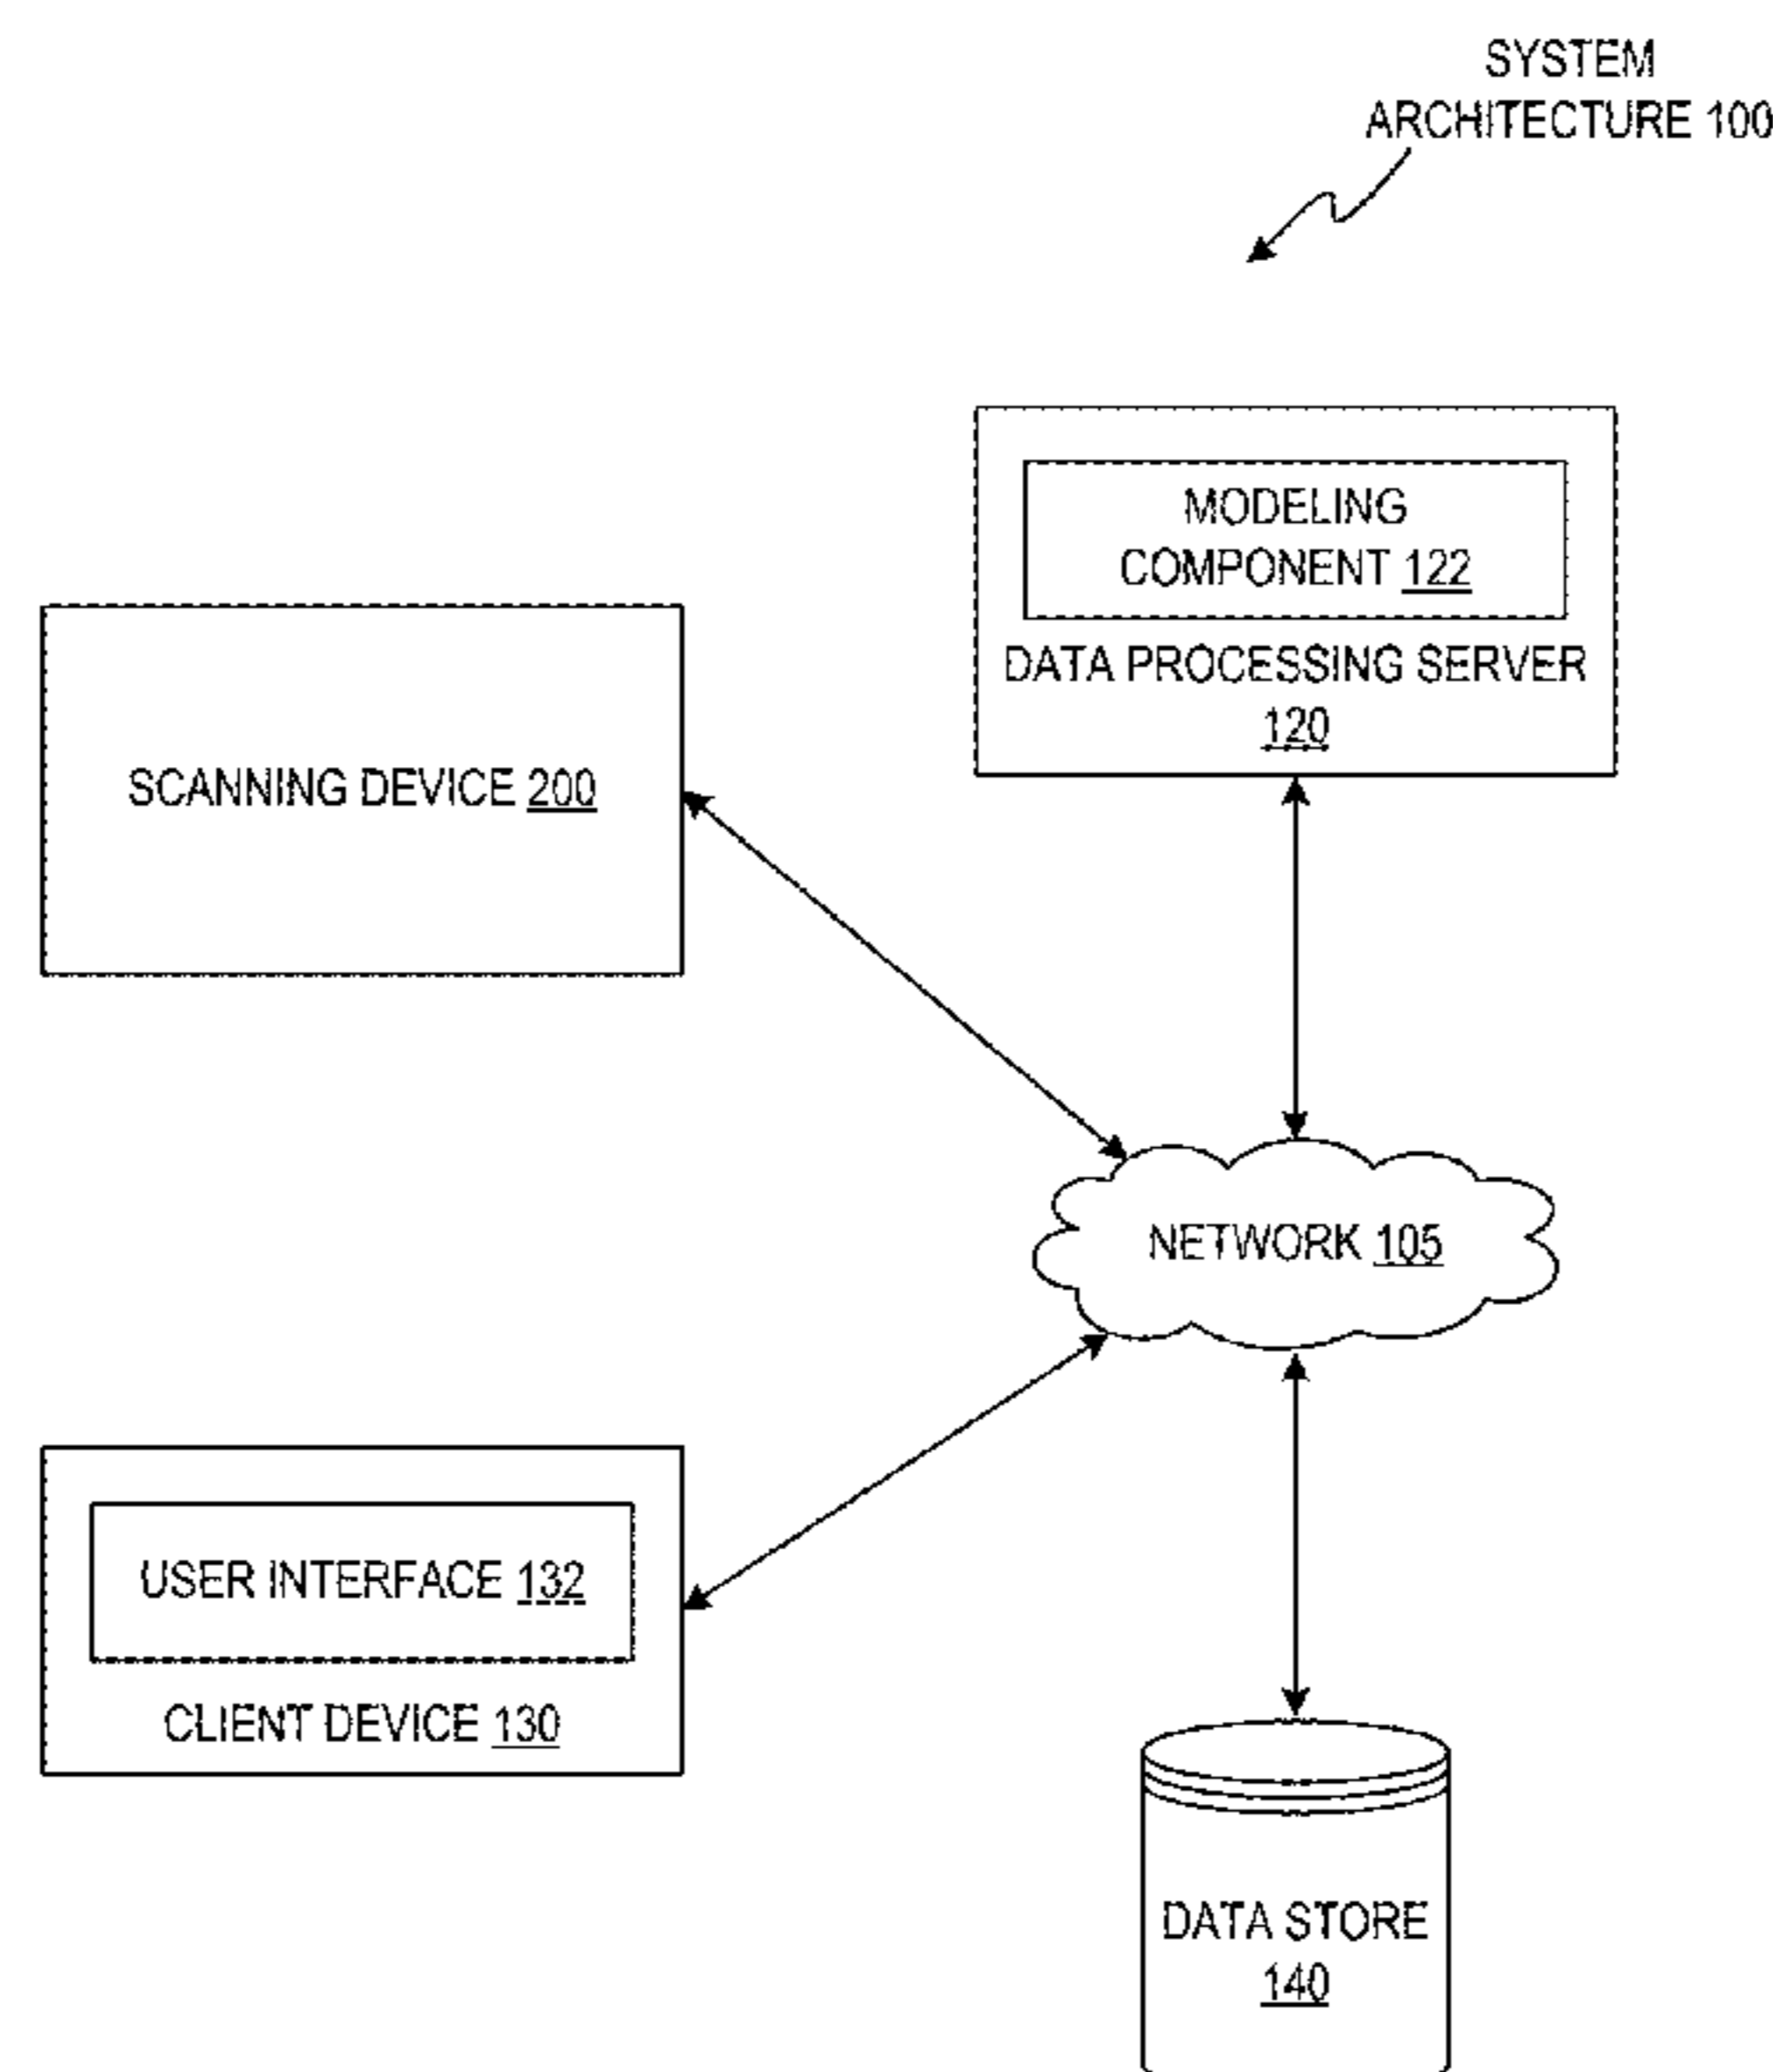 SYSTEM
ARCHITECTURE 100
MODELING
COMPONENT 122
DATA PROCESSING SERVER
120
SCANNING DEVICE 200
NETWORK 105
USER INTERFACE 132
CLIENT DEVICE 130
DATA STORE
140